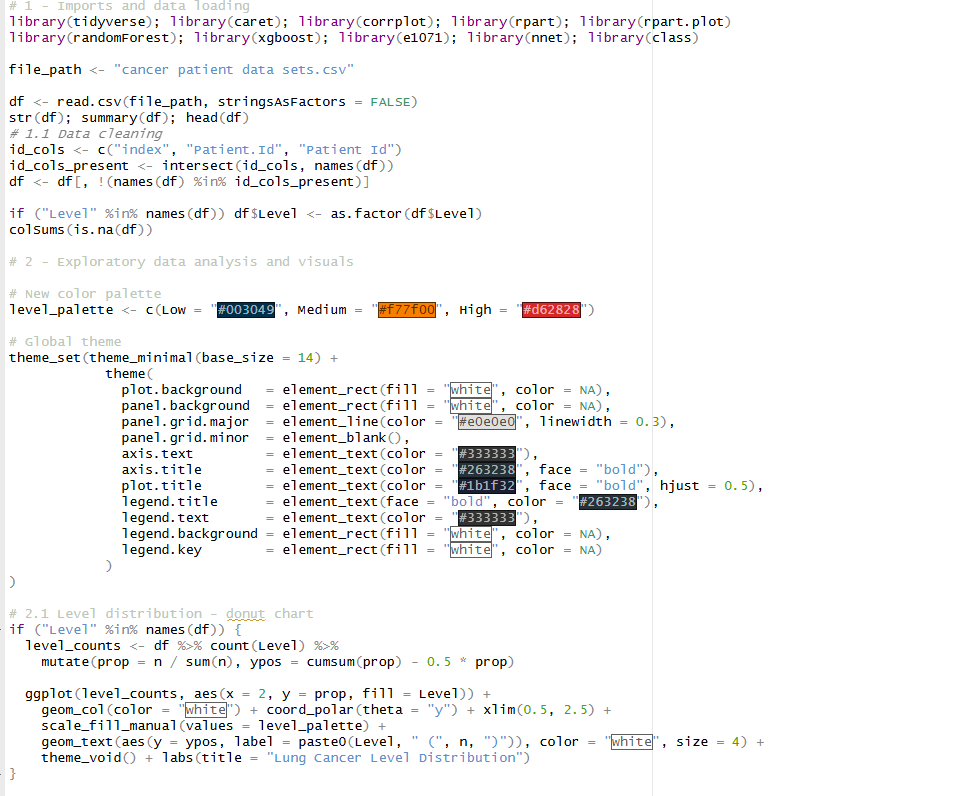 # 1 - Imports and data loading
library(tidyverse); library(caret); library(corrplot); library(rpart); library(rpart.plot)
library(randomForest); library(xgboost); library(e1071); library(nnet); library(class)
file_path <- "cancer patient data sets.csv"
df <- read.csv(file_path, stringsAsFactors = FALSE)
str(df); summary(df); head(df)
# 1.1 Data cleaning
id_cols <- c("index", "Patient.Id", "Patient Id")
id_cols_present <- intersect(id_cols, names(df))
df <- df[, !(names(df) %in% id_cols_present)]
if ("Level" %in% names(df)) df$Level <- as.factor(df$Level)
colSums(is.na(df))
# 2 - Exploratory data analysis and visuals
# New color palette
level_palette <- c(Low = "#003049", Medium = "#f77f00", High = "#d62828")
# Global theme
theme_set(theme_minimal(base_size = 14) +
theme(
plot.background = element_rect(fill = "white", color = NA),
panel.background = element_rect(fill = "white", color = NA),
panel.grid.major = element_line(color = "#e0e0e0", linewidth = 0.3),
panel.grid.minor = element_blank(),
axis.text = element_text(color = "#333333"),
axis.title = element_text(color = "#263238", face = "bold"),
plot.title = element_text(color = "#1b1f32", face = "bold", hjust = 0.5),
legend.title = element_text(face = "bold", color = "#263238"),
legend.text = element_text(color = "#333333"),
legend.background = element_rect(fill = "white", color = NA),
legend.key = element_rect(fill = "white", color = NA)
)
)
# 2.1 Level distribution - donut chart
if ("Level" %in% names(df)) {
level_counts <- df %>% count(Level) %>%
mutate(prop = n / sum(n), ypos = cumsum(prop) - 0.5 * prop)
ggplot(level_counts, aes(x = 2, y = prop, fill = Level)) +
geom_col(color = "white") + coord_polar(theta = "y") + xlim(0.5, 2.5) +
scale_fill_manual(values = level_palette) +
geom_text(aes(y = ypos, label = paste0(Level, " (", n, ")")), color = "white", size = 4) +
theme_void() + labs(title = "Lung Cancer Level Distribution")
}